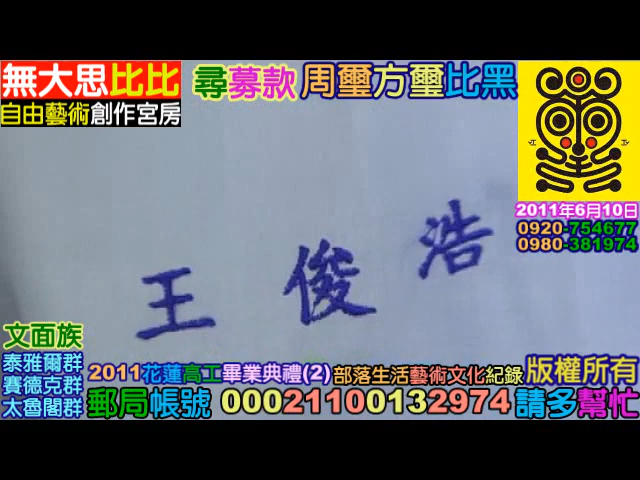 無大思比比
自由藝術創作宮房
尋募款 周璽方璽比黑
2011年6月10日
0920-754677
0980-381974
王俊浩
文面族
泰雅爾群
賽德克群
太魯閣群
2011花蓮高工畢業典禮(2) 部落生活藝術文化紀錄 版權所有
郵局帳號 00021100132974 請多幫忙